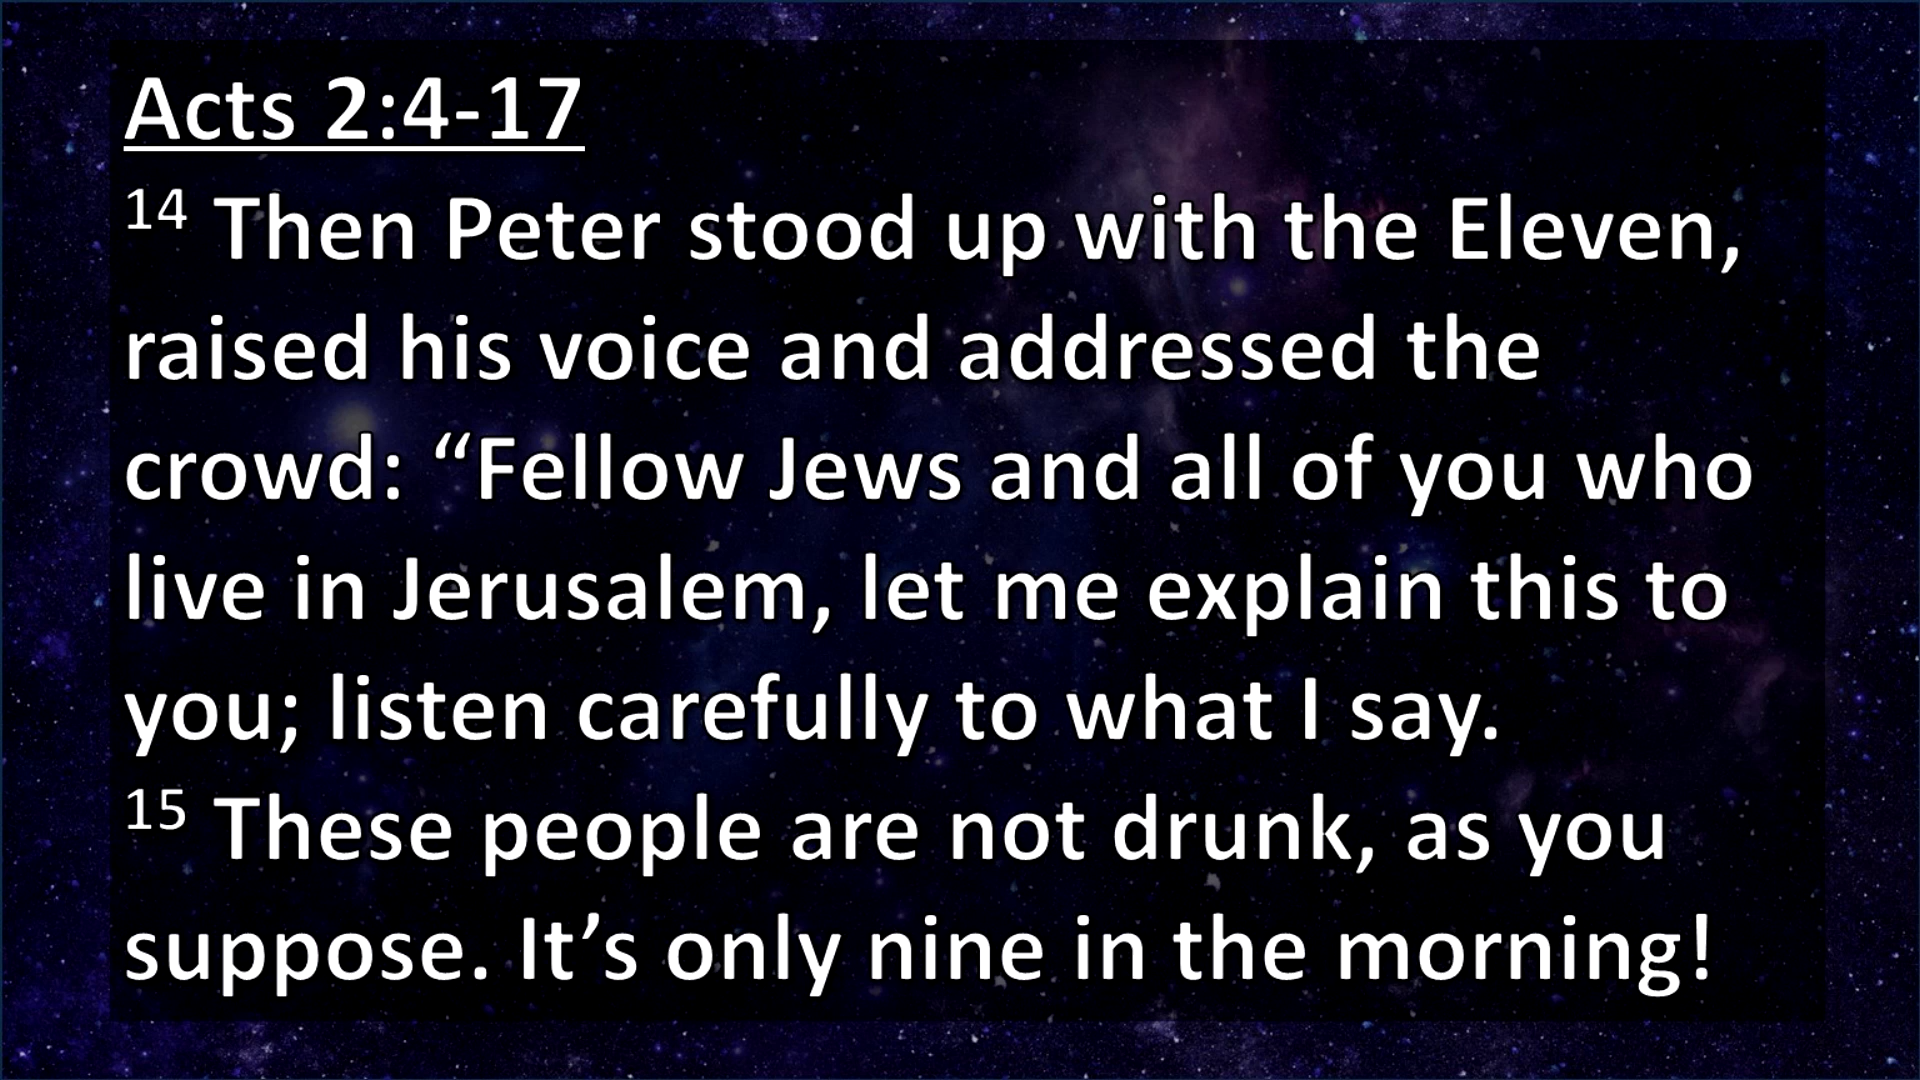 Acts 2:4-17
14 Then Peter stood up with the Eleven,
raised his voice and addressed the
crowd: “Fellow Jews and all of you who
live in Jerusalem, let me explain this to
you; listen carefully to what I say.
15 These people are not drunk, as you
suppose. It’s only nine in the morning!